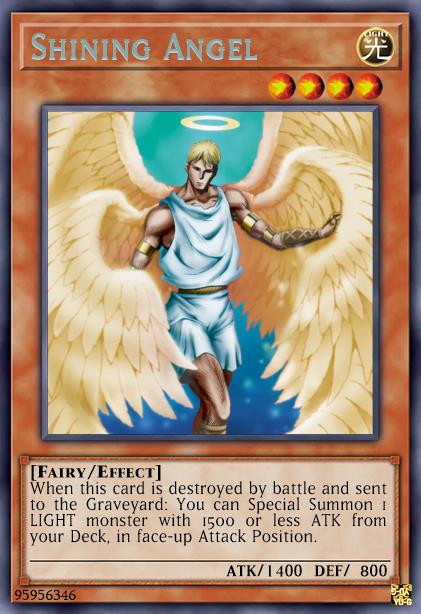 SHINING ANGEL
LIGHT
光
[FAIRY/EFFECT]
When this card is destroyed by battle and sent
to the Graveyard: You can Special Summon 1
LIGHT monster with 1500 or less ATK from
your Deck, in face-up Attack Position.
ATK/1400 DEF/ 800
95956346